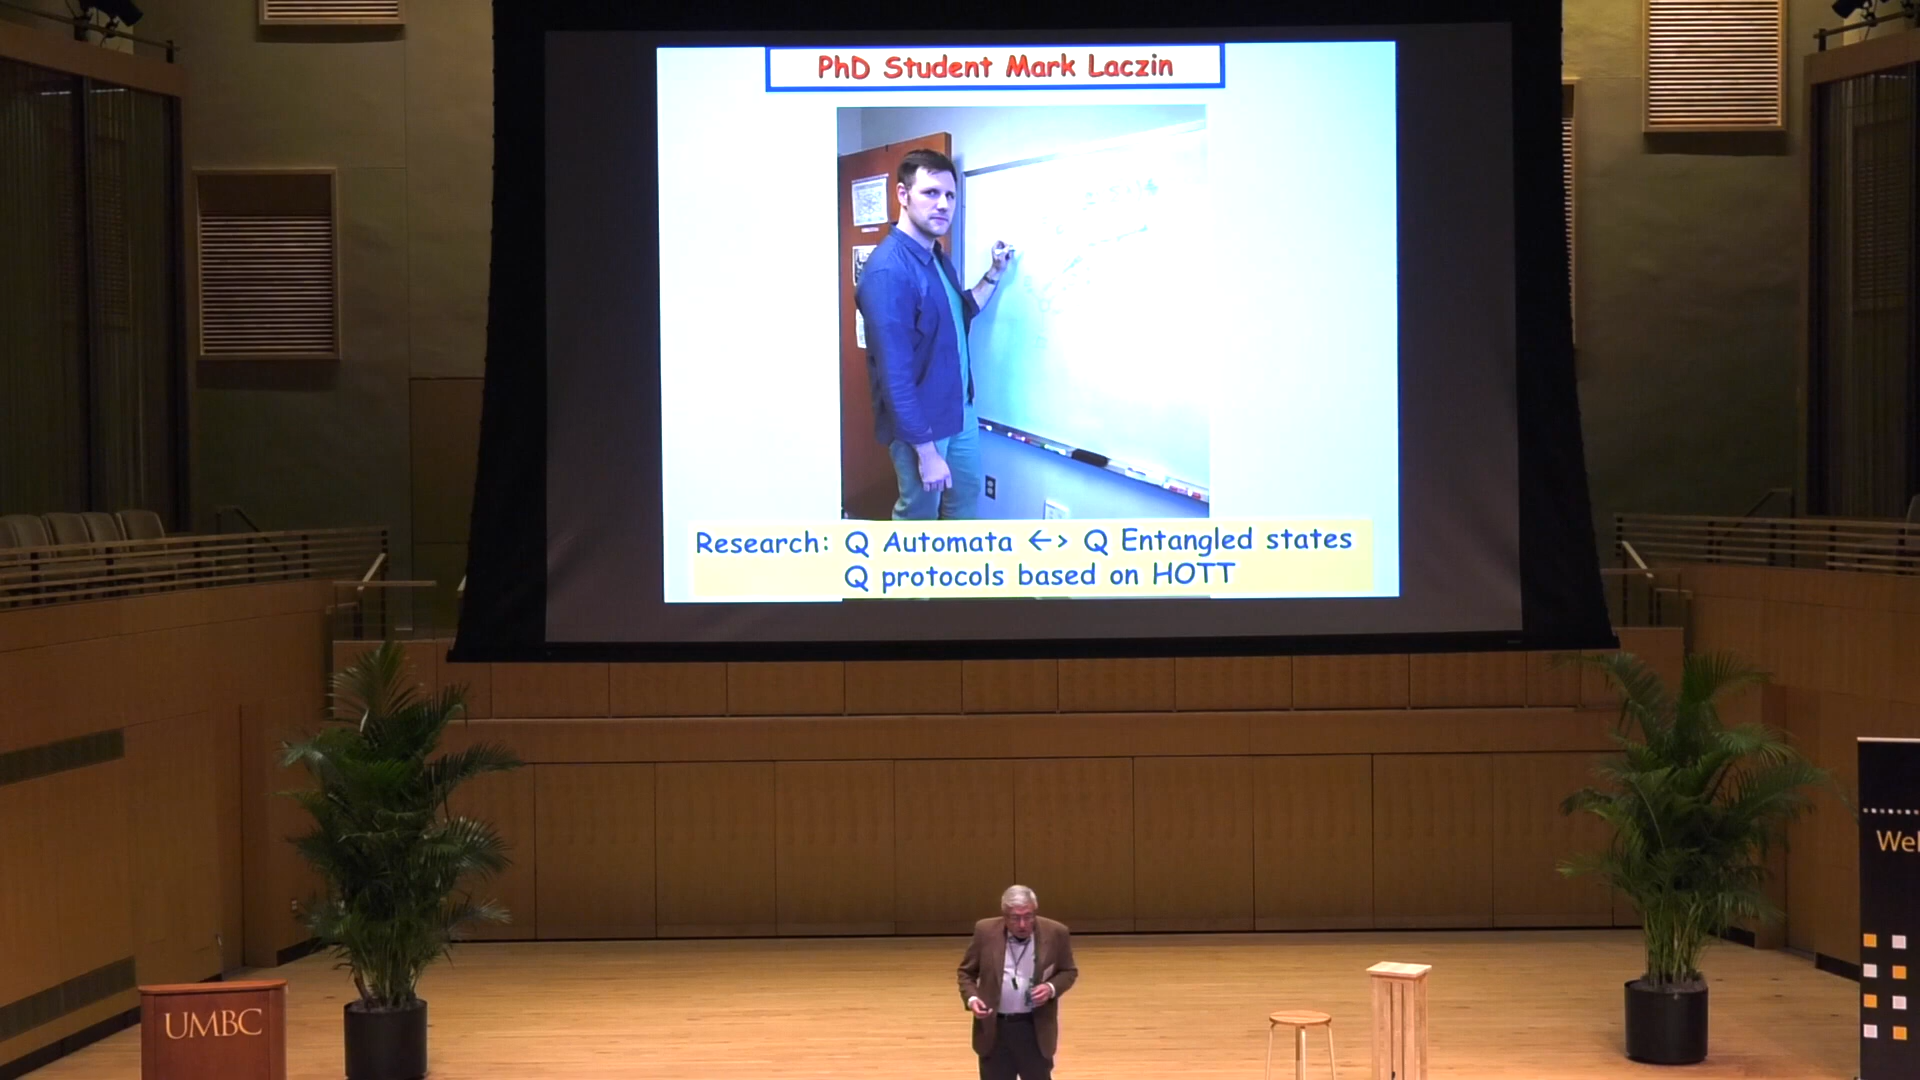 PhD Student Mark Laczin
Research: Q Automata <-> Q Entangled states
Q protocols based on HOTT
UMBC
Wel